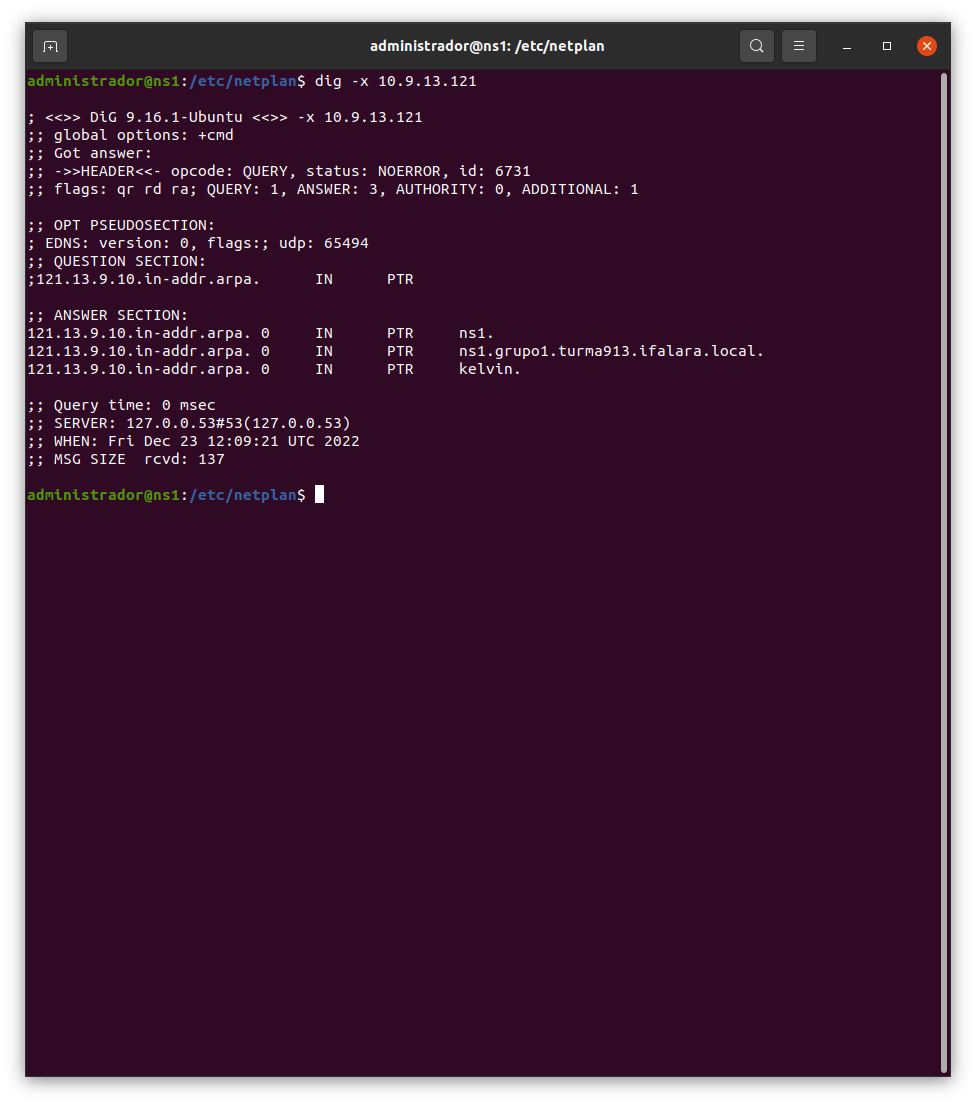 administrador@ns1: /etc/netplan
administrador@ns1:/etc/netplan$ dig -x 10.9.13.121

; <<>> DiG 9.16.1-Ubuntu <<>> -x 10.9.13.121
;; global options: +cmd
;; Got answer:
;; ->>HEADER<<- opcode: QUERY, status: NOERROR, id: 6731
;; flags: qr rd ra; QUERY: 1, ANSWER: 3, AUTHORITY: 0, ADDITIONAL: 1

;; OPT PSEUDOSECTION:
; EDNS: version: 0, flags:; udp: 65494
;; QUESTION SECTION:
;121.13.9.10.in-addr.arpa.      IN      PTR

;; ANSWER SECTION:
121.13.9.10.in-addr.arpa. 0     IN      PTR     ns1.
121.13.9.10.in-addr.arpa. 0     IN      PTR     ns1.grupo1.turma913.ifalara.local.
121.13.9.10.in-addr.arpa. 0     IN      PTR     kelvin.

;; Query time: 0 msec
;; SERVER: 127.0.0.53#53(127.0.0.53)
;; WHEN: Fri Dec 23 12:09:21 UTC 2022
;; MSG SIZE  rcvd: 137

administrador@ns1:/etc/netplan$